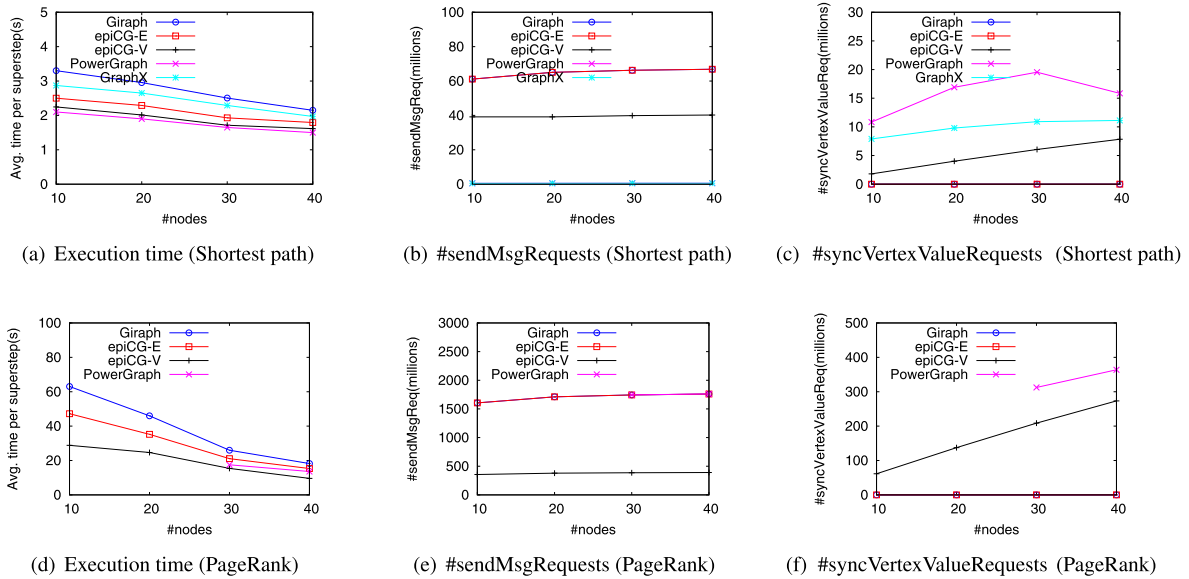 5
4
3
2
1
0
10
20
30
40
Avg. time per superstep(s)
#nodes
Giraph
epiCG-E
epiCG-V
PowerGraph
GraphX
(a) Execution time (Shortest path)
100
80
60
40
20
0
10
20
30
40
#sendMsgReq(millions)
#nodes
Giraph
epiCG-E
epiCG-V
PowerGraph
GraphX
(b) #sendMsgRequests (Shortest path)
30
25
20
15
10
5
0
10
20
30
40
#syncVertexValueReq(millions)
#nodes
Giraph
epiCG-E
epiCG-V
PowerGraph
GraphX
(c) #syncVertexValueRequests (Shortest path)
100
80
60
40
20
0
10
20
30
40
Avg. time per superstep(s)
#nodes
Giraph
epiCG-E
epiCG-V
PowerGraph
(d) Execution time (PageRank)
3000
2500
2000
1500
1000
500
0
10
20
30
40
#sendMsgReq(millions)
#nodes
Giraph
epiCG-E
epiCG-V
PowerGraph
(e) #sendMsgRequests (PageRank)
500
400
300
200
100
0
10
20
30
40
#syncVertexValueReq(millions)
#nodes
Giraph
epiCG-E
epiCG-V
PowerGraph
(f) #syncVertexValueRequests (PageRank)